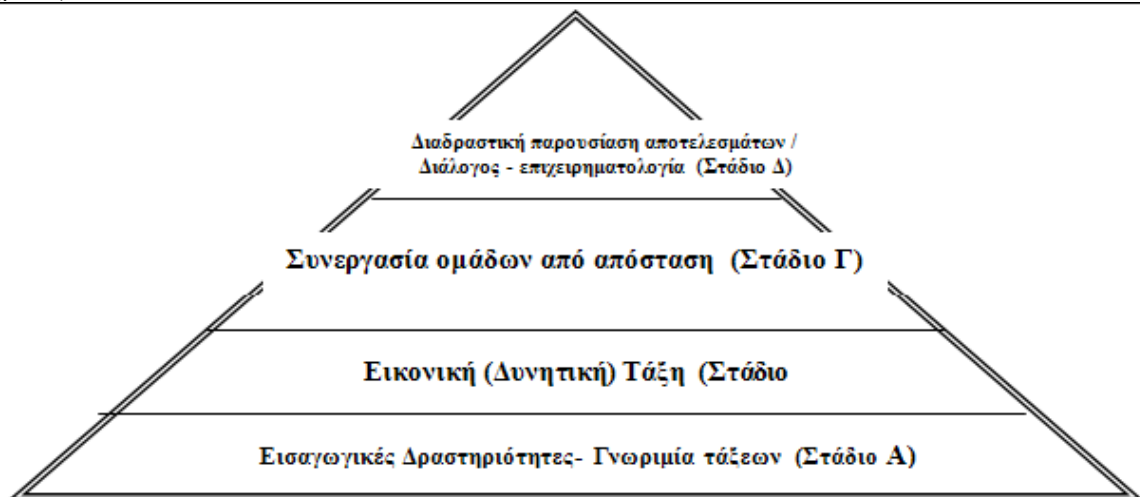 Διαδραστική παρουσίαση αποτελεσμάτων /
Διάλογος - επιχειρηματολογία (Στάδιο Δ)
Συνεργασία ομάδων από απόσταση (Στάδιο Γ)
Εικονική (Δυνητική) Τάξη (Στάδιο
Εισαγωγικές Δραστηριότητες- Γνωριμία τάξεων (Στάδιο Α)